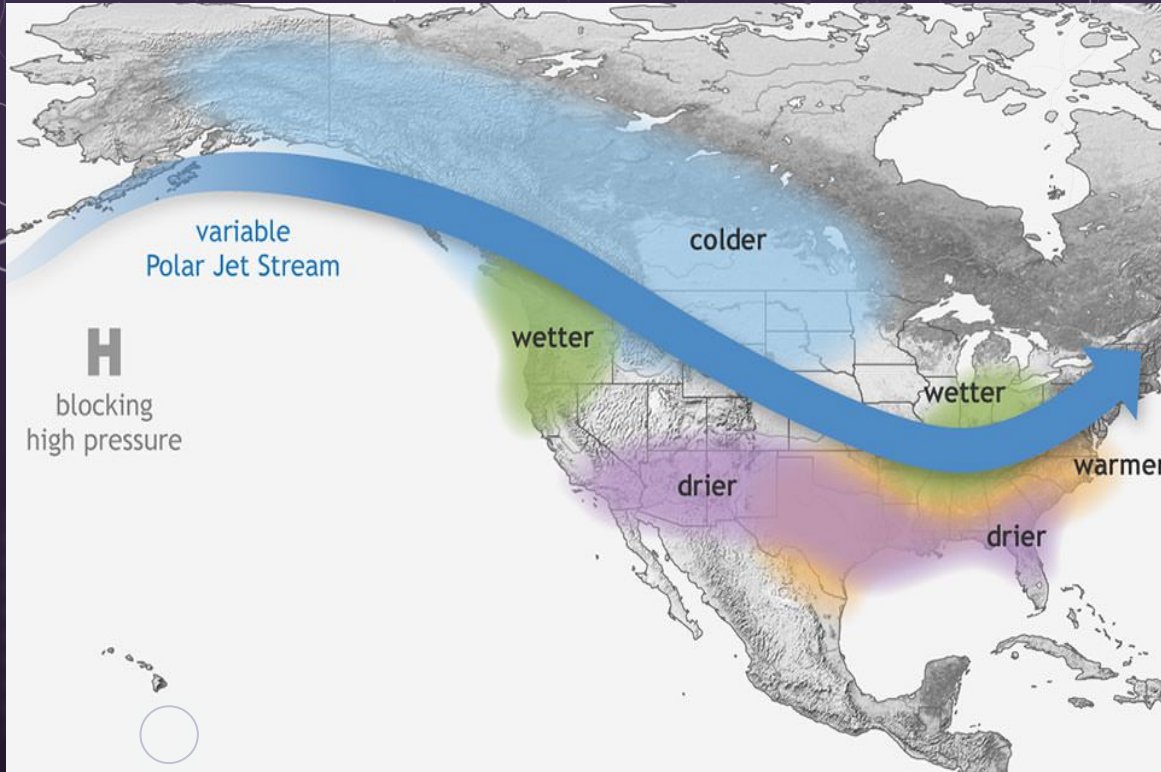 variable
Polar Jet Stream
colder
H
blocking
high pressure
wetter
wetter
warmer
drier
drier